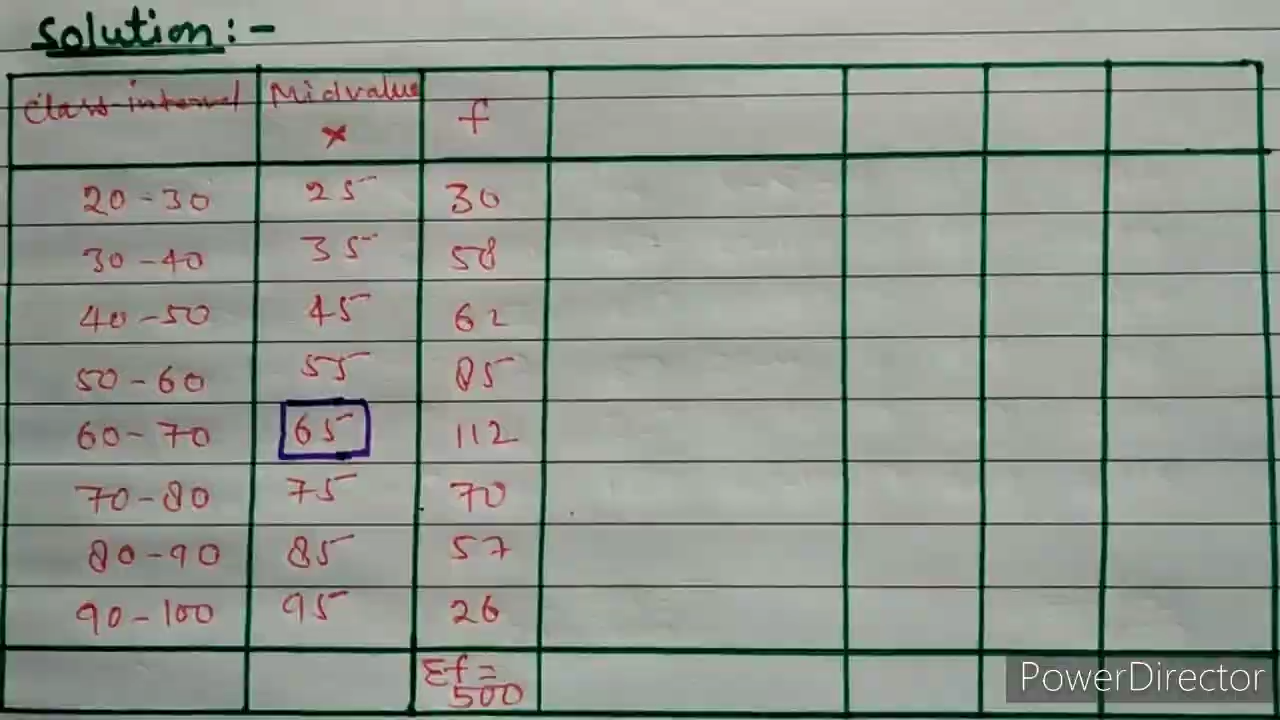 Solution:-
Class-interval Midvalue x f
20-30 25 30
30-40 35 58
40-50 45 62
50-60 55 85
60-70 65 112
70-80 75 70
80-90 85 57
90-100 95 26
Σf=
500
PowerDirector